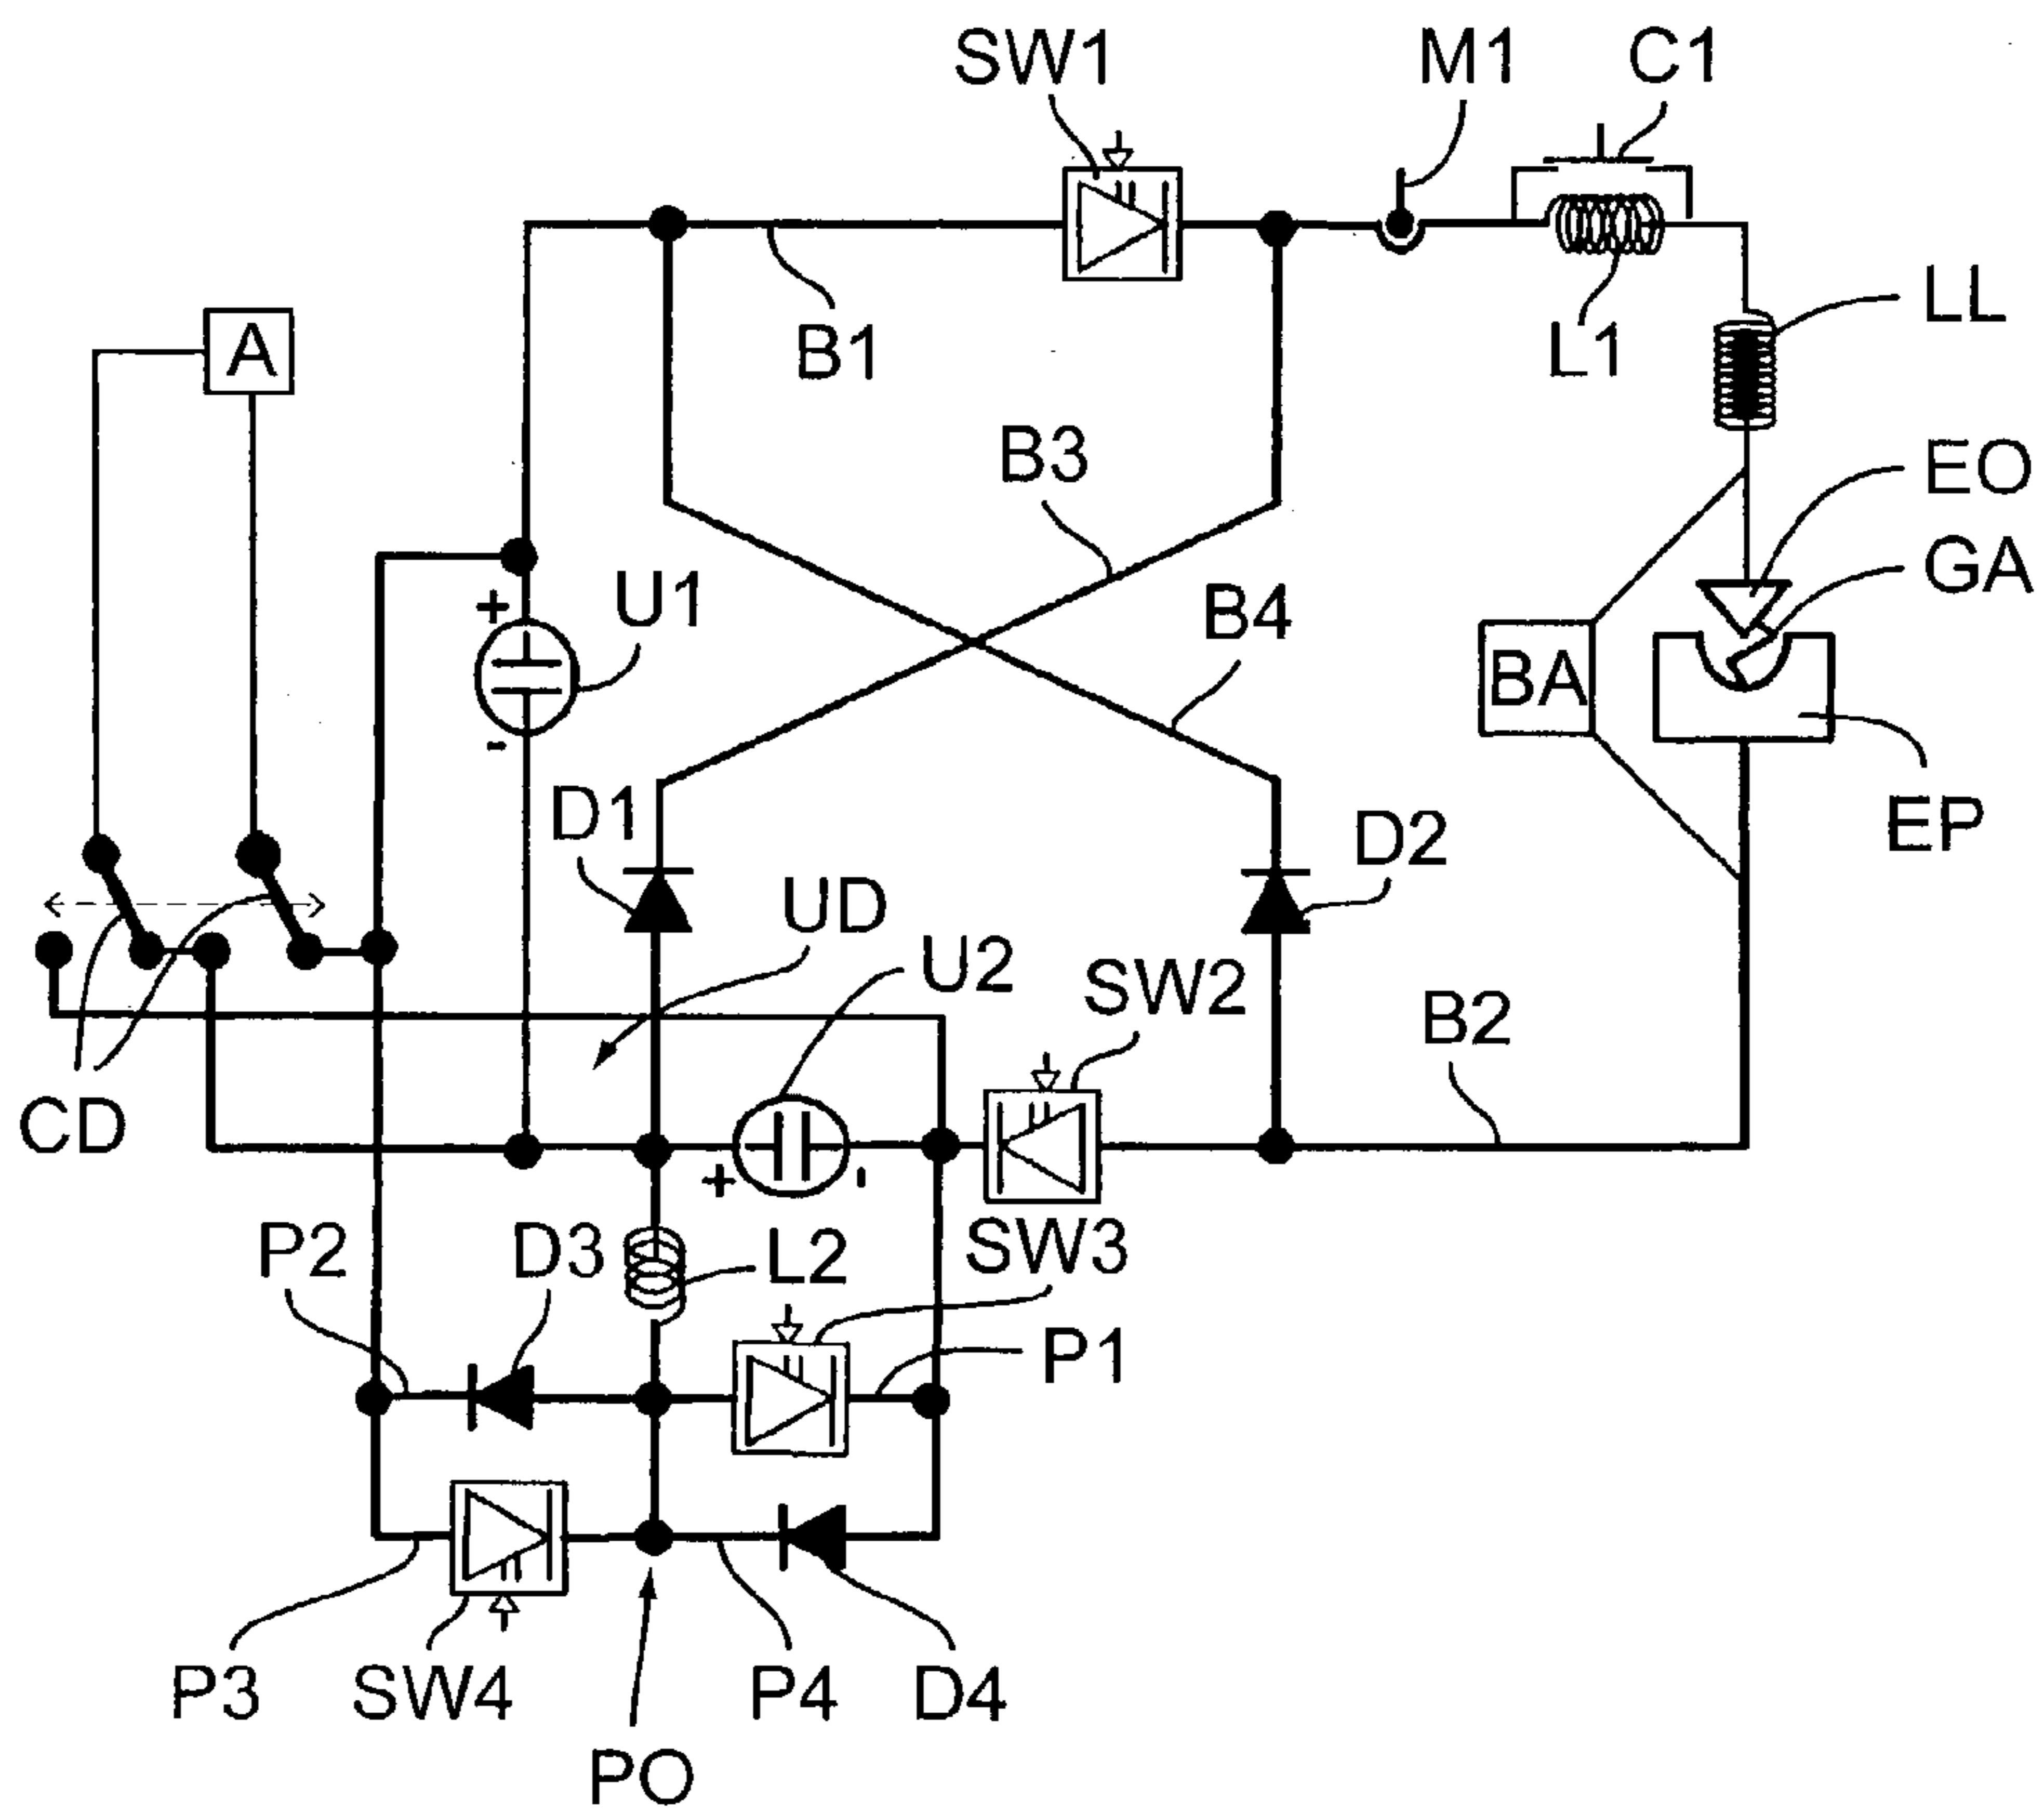 SW1 M1 C1
A B1 L1 LL
B3 EO
GA
+ U1 B4
BA
-
D1 D2 EP
UD
U2 SW2 B2
CD
+ -
P2 D3 L2 SW3
P1
P3 SW4 P4 D4
PO